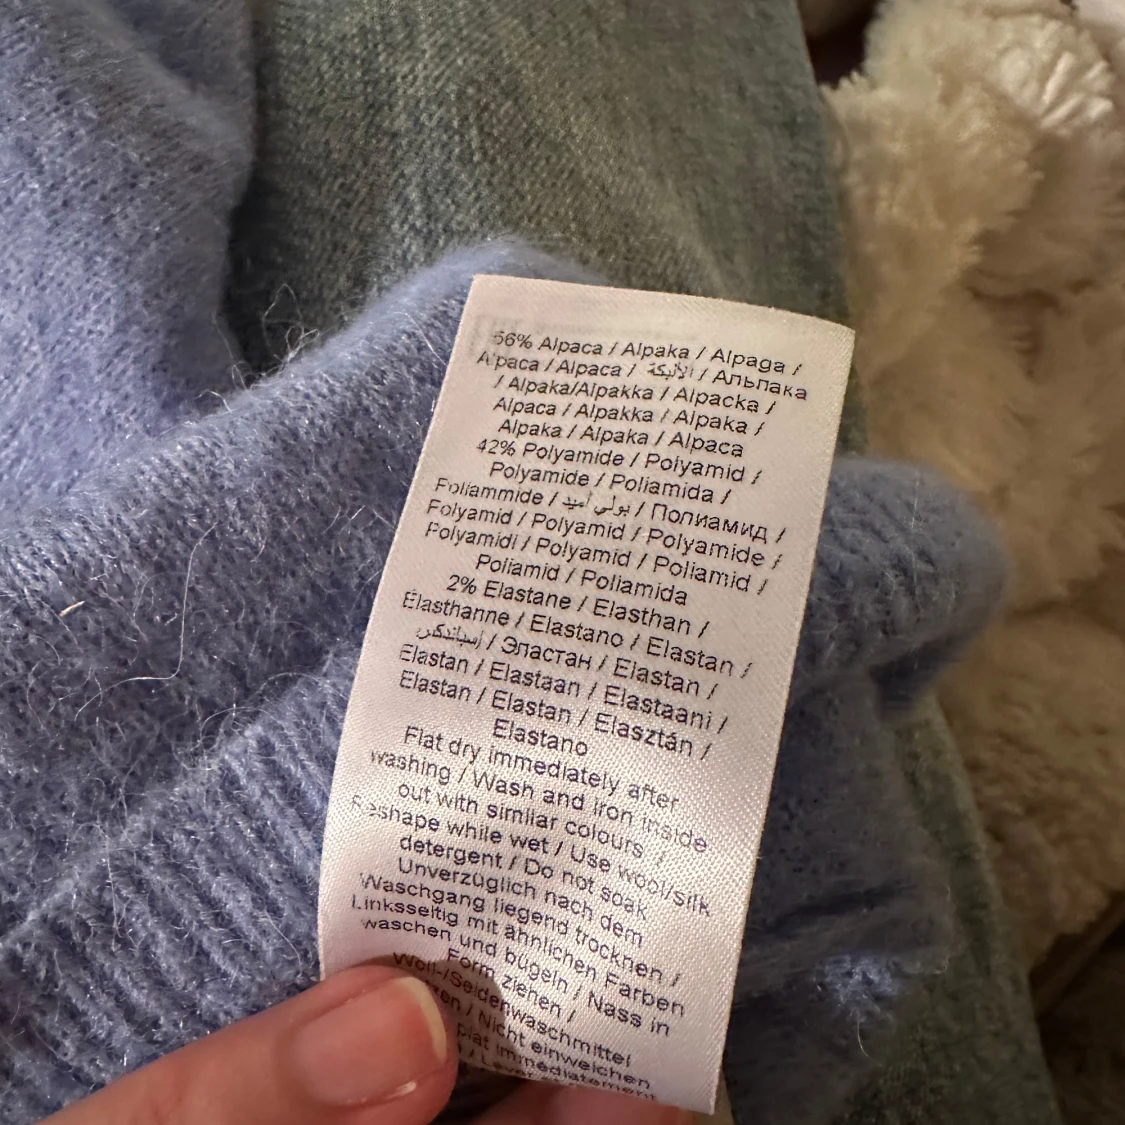 56% Alpaca / Alpaka / Alpaga /
Alpaca / Alpaca / الألبكة / Альпака
/ Alpaka/Alpakka / Alpacka /
Alpaca / Alpakka / Alpaka /
Alpaka / Alpaka / Alpaca
42% Polyamide / Polyamid /
Polyamide / Poliamida /
Poliammide / بولي أميد / Полиамид /
Polyamid / Polyamid / Polyamide /
Polyamidi / Polyamid / Poliamid /
Poliamid / Poliamida
2% Elastane / Elasthan /
Élasthanne / Elastano / Elastan /
/ Эластан / Elastan /
Elastan / Elastaan / Elastaani /
Elastan / Elastan / Elasztán /
Elastano
Flat dry immediately after
washing / Wash and iron inside
out with similar colours /
Reshape while wet / Use wool/silk
detergent / Do not soak
Unverzüglich nach dem
Waschgang liegend trocknen /
Linksseitig mit ähnlichen Farben
waschen und bügeln / Nass in
Form ziehen /
Woll-/Seidenwaschmittel
/ Nicht einweichen
plat immédiatement
/ Laver